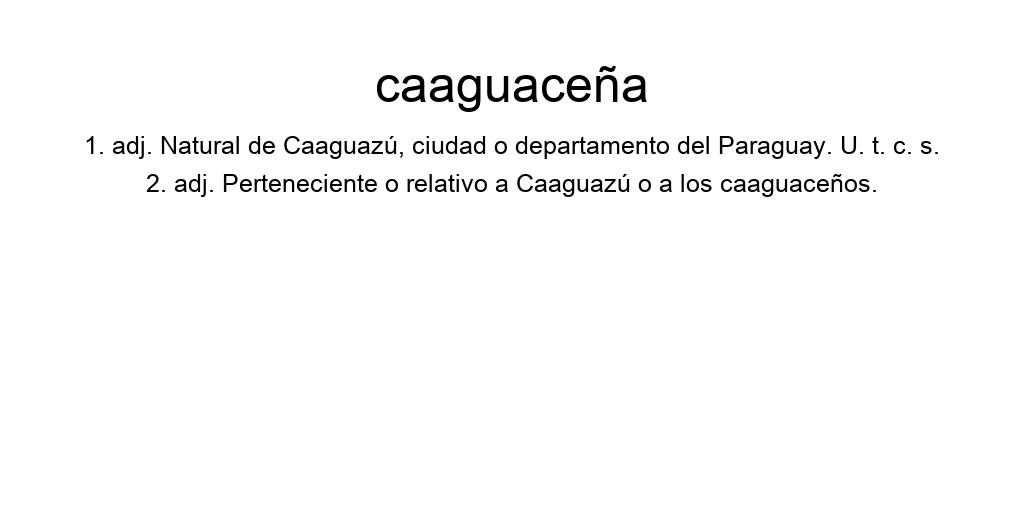 caaguaceña
1. adj. Natural de Caaguazú, ciudad o departamento del Paraguay. U. t. c. s.
2. adj. Perteneciente o relativo a Caaguazú o a los caaguaceños.